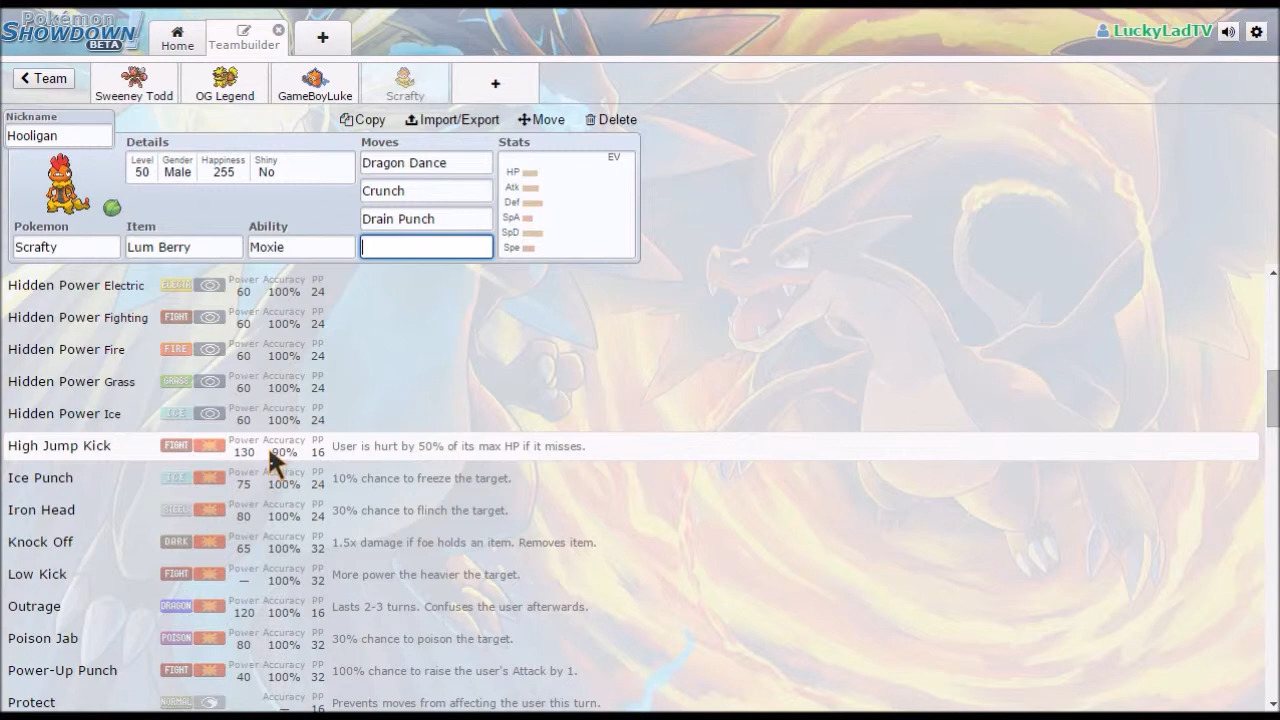 Pokémon
SHOWDOWN
BETA
Home
Teambuilder
+
LuckyLadTV
Team
Sweeney Todd
OG Legend
GameBoyLuke
Scrafty
+
Nickname
Hooligan
Copy Import/Export Move Delete
Details
Level Gender Happiness Shiny
50 Male 255 No
Moves
Dragon Dance
Crunch
Drain Punch
Stats
EV
HP
Atk
Def
SpA
SpD
Spe
Pokemon Item Ability
Scrafty Lum Berry Moxie
Hidden Power Electric ELECTR Power 60 Accuracy 100% PP 24
Hidden Power Fighting FIGHT Power 60 Accuracy 100% PP 24
Hidden Power Fire FIRE Power 60 Accuracy 100% PP 24
Hidden Power Grass GRASS Power 60 Accuracy 100% PP 24
Hidden Power Ice ICE Power 60 Accuracy 100% PP 24
High Jump Kick FIGHT Power 130 Accuracy 90% PP 16 User is hurt by 50% of its max HP if it misses.
Ice Punch ICE Power 75 Accuracy 100% PP 24 10% chance to freeze the target.
Iron Head STEEL Power 80 Accuracy 100% PP 24 30% chance to flinch the target.
Knock Off DARK Power 65 Accuracy 100% PP 32 1.5x damage if foe holds an item. Removes item.
Low Kick FIGHT Power — Accuracy 100% PP 32 More power the heavier the target.
Outrage DRAGON Power 120 Accuracy 100% PP 16 Lasts 2-3 turns. Confuses the user afterwards.
Poison Jab POISON Power 80 Accuracy 100% PP 32 30% chance to poison the target.
Power-Up Punch FIGHT Power 40 Accuracy 100% PP 32 100% chance to raise the user's Attack by 1.
Protect NORMAL Accuracy — PP 16 Prevents moves from affecting the user this turn.